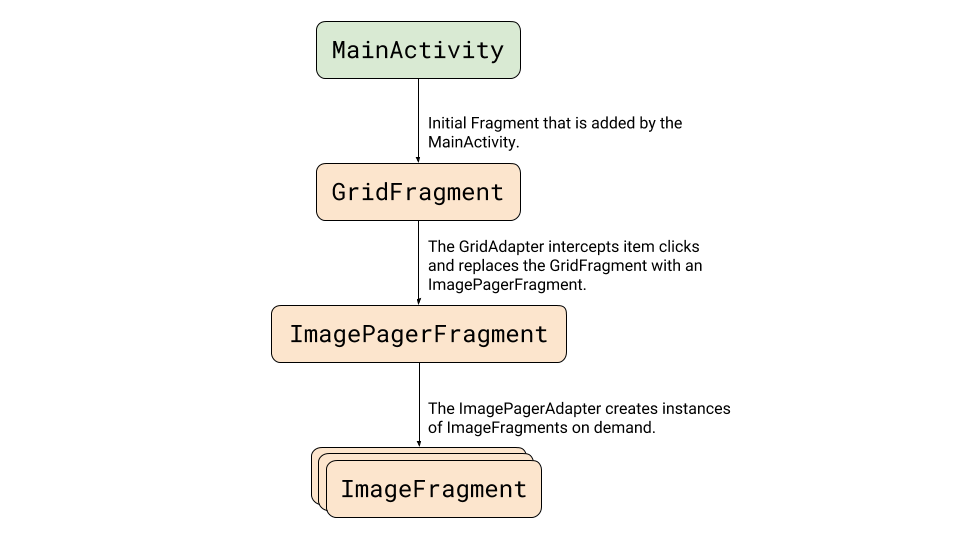 MainActivity
Initial Fragment that is added by the
MainActivity.
GridFragment
The GridAdapter intercepts item clicks
and replaces the GridFragment with an
ImagePagerFragment.
ImagePagerFragment
The ImagePagerAdapter creates instances
of ImageFragments on demand.
ImageFragment